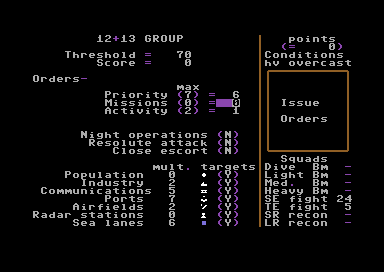 12+13 GROUP
Threshold = 70
Score = 0
Orders-
max
Priority (7) = 6
Missions (0) = 0
Activity (2) = 1
Night operations (N)
Resolute attack (N)
Close escort (N)
mult. targets
Population 0 (Y)
Industry 2 (Y)
Communications 5 (Y)
Ports 7 (Y)
Airfields 2 (Y)
Radar stations 0 (Y)
Sea lanes 6 (Y)
points
(= 0)
Conditions
hv overcast
Issue
Orders
Squads
Dive Bm -
Light Bm -
Med. Bm -
Heavy Bm -
SE fight 24
TE fight 5
SR recon -
LR recon -